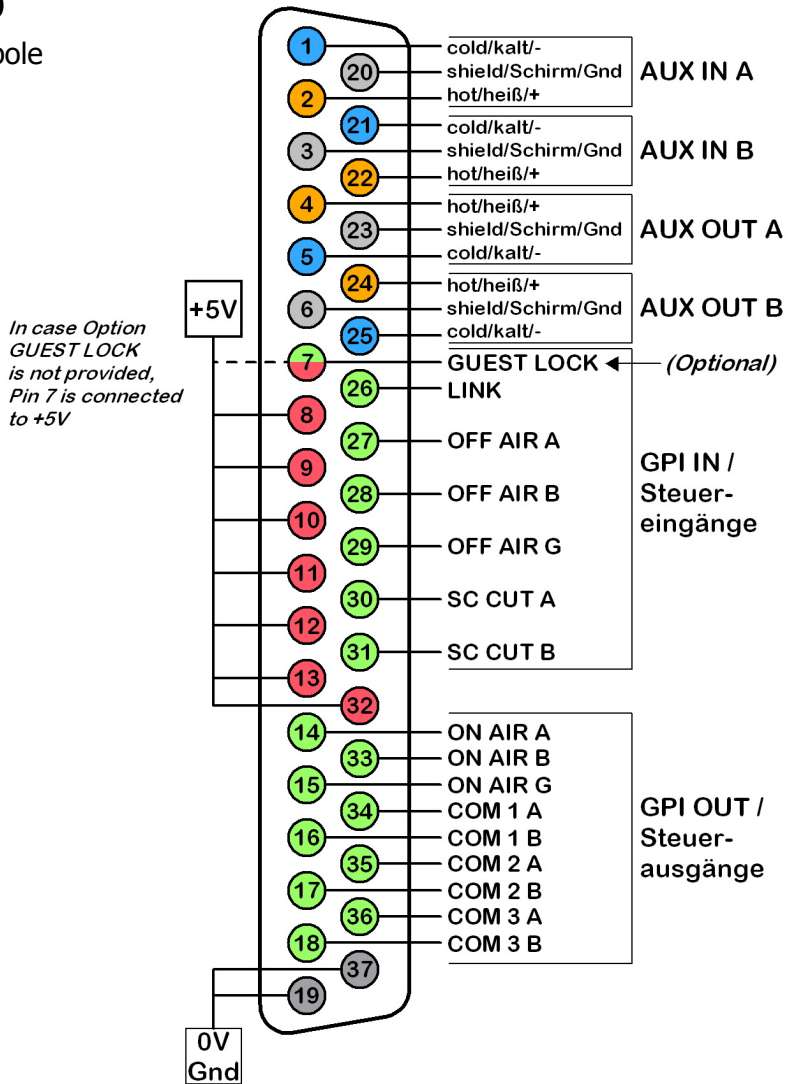 1
cold/kalt/-
20
shield/Schirm/Gnd
AUX IN A
2
hot/heiß/+
21
cold/kalt/-
3
shield/Schirm/Gnd
AUX IN B
22
hot/heiß/+
4
hot/heiß/+
23
shield/Schirm/Gnd
AUX OUT A
5
cold/kalt/-
24
hot/heiß/+
6
shield/Schirm/Gnd
AUX OUT B
25
cold/kalt/-
+5V
In case Option
GUEST LOCK
is not provided,
Pin 7 is connected
to +5V
7
GUEST LOCK
(Optional)
26
LINK
8
27
OFF AIR A
9
GPI IN /
Steuer-
eingänge
28
OFF AIR B
10
29
OFF AIR G
11
30
SC CUT A
12
31
SC CUT B
13
32
14
ON AIR A
33
ON AIR B
15
ON AIR G
34
COM 1 A
GPI OUT /
Steuer-
ausgänge
16
COM 1 B
35
COM 2 A
17
COM 2 B
36
COM 3 A
18
COM 3 B
37
19
0V
Gnd